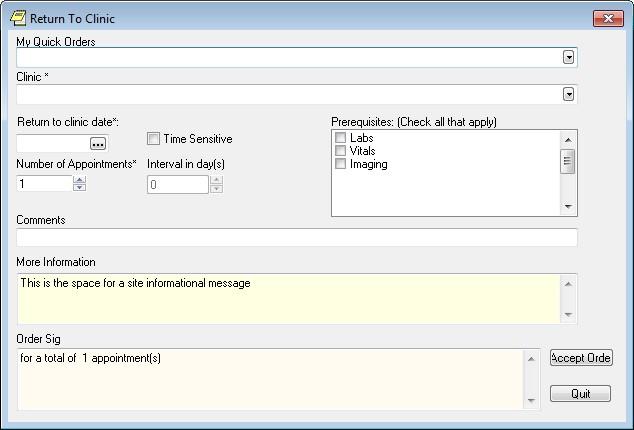 Return To Clinic
My Quick Orders
Clinic *
Return to clinic date*:
Time Sensitive
Prerequisites: (Check all that apply)
Labs
Vitals
Imaging
Number of Appointments*
Interval in day(s)
1
0
Comments
More Information
This is the space for a site informational message
Order Sig
for a total of  1 appointment(s)
Accept Orde
Quit